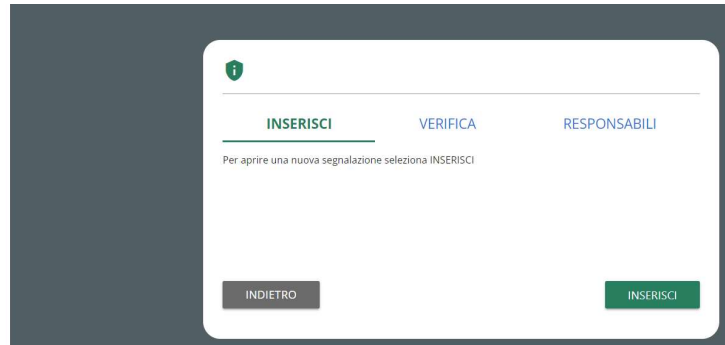 INSERISCI VERIFICA RESPONSABILI
Per aprire una nuova segnalazione seleziona INSERISCI
INDIETRO INSERISCI